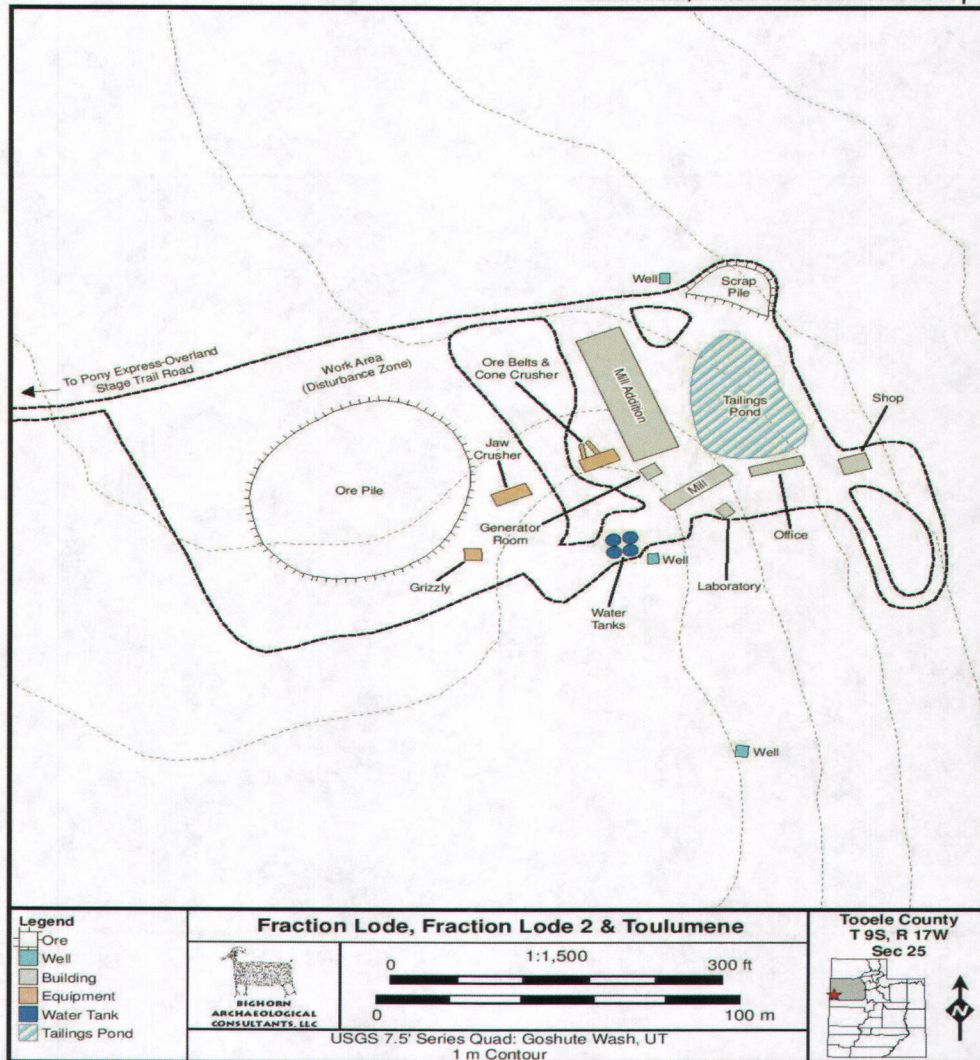 Well
Scrap
Pile
To Pony Express-Overland
Stage Trail Road
Work Area
(Disturbance Zone)
Ore Belts &
Cone Crusher
Mill Addition
Tailings
Pond
Shop
Jaw
Crusher
Ore Pile
Mill
Generator
Room
Office
Grizzly
Well
Laboratory
Water
Tanks
Well
Legend
Ore
Well
Building
Equipment
Water Tank
Tailings Pond
Fraction Lode, Fraction Lode 2 & Toulumene
BIGHORN
ARCHAEOLOGICAL
CONSULTANTS, LLC
1:1,500
0 300 ft
0 100 m
USGS 7.5' Series Quad: Goshute Wash, UT
1 m Contour
Tooele County
T 9S, R 17W
Sec 25
N